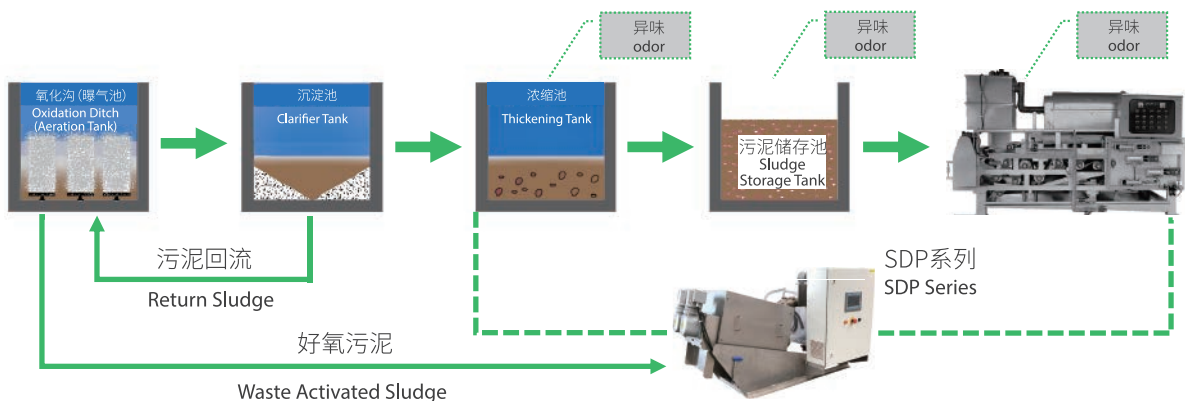 异味
odor
异味
odor
异味
odor
氧化沟(曝气池)
Oxidation Ditch
(Aeration Tank)
沉淀池
Clarifier Tank
浓缩池
Thickening Tank
污泥储存池
Sludge
Storage Tank
污泥回流
Return Sludge
SDP系列
SDP Series
好氧污泥
Waste Activated Sludge